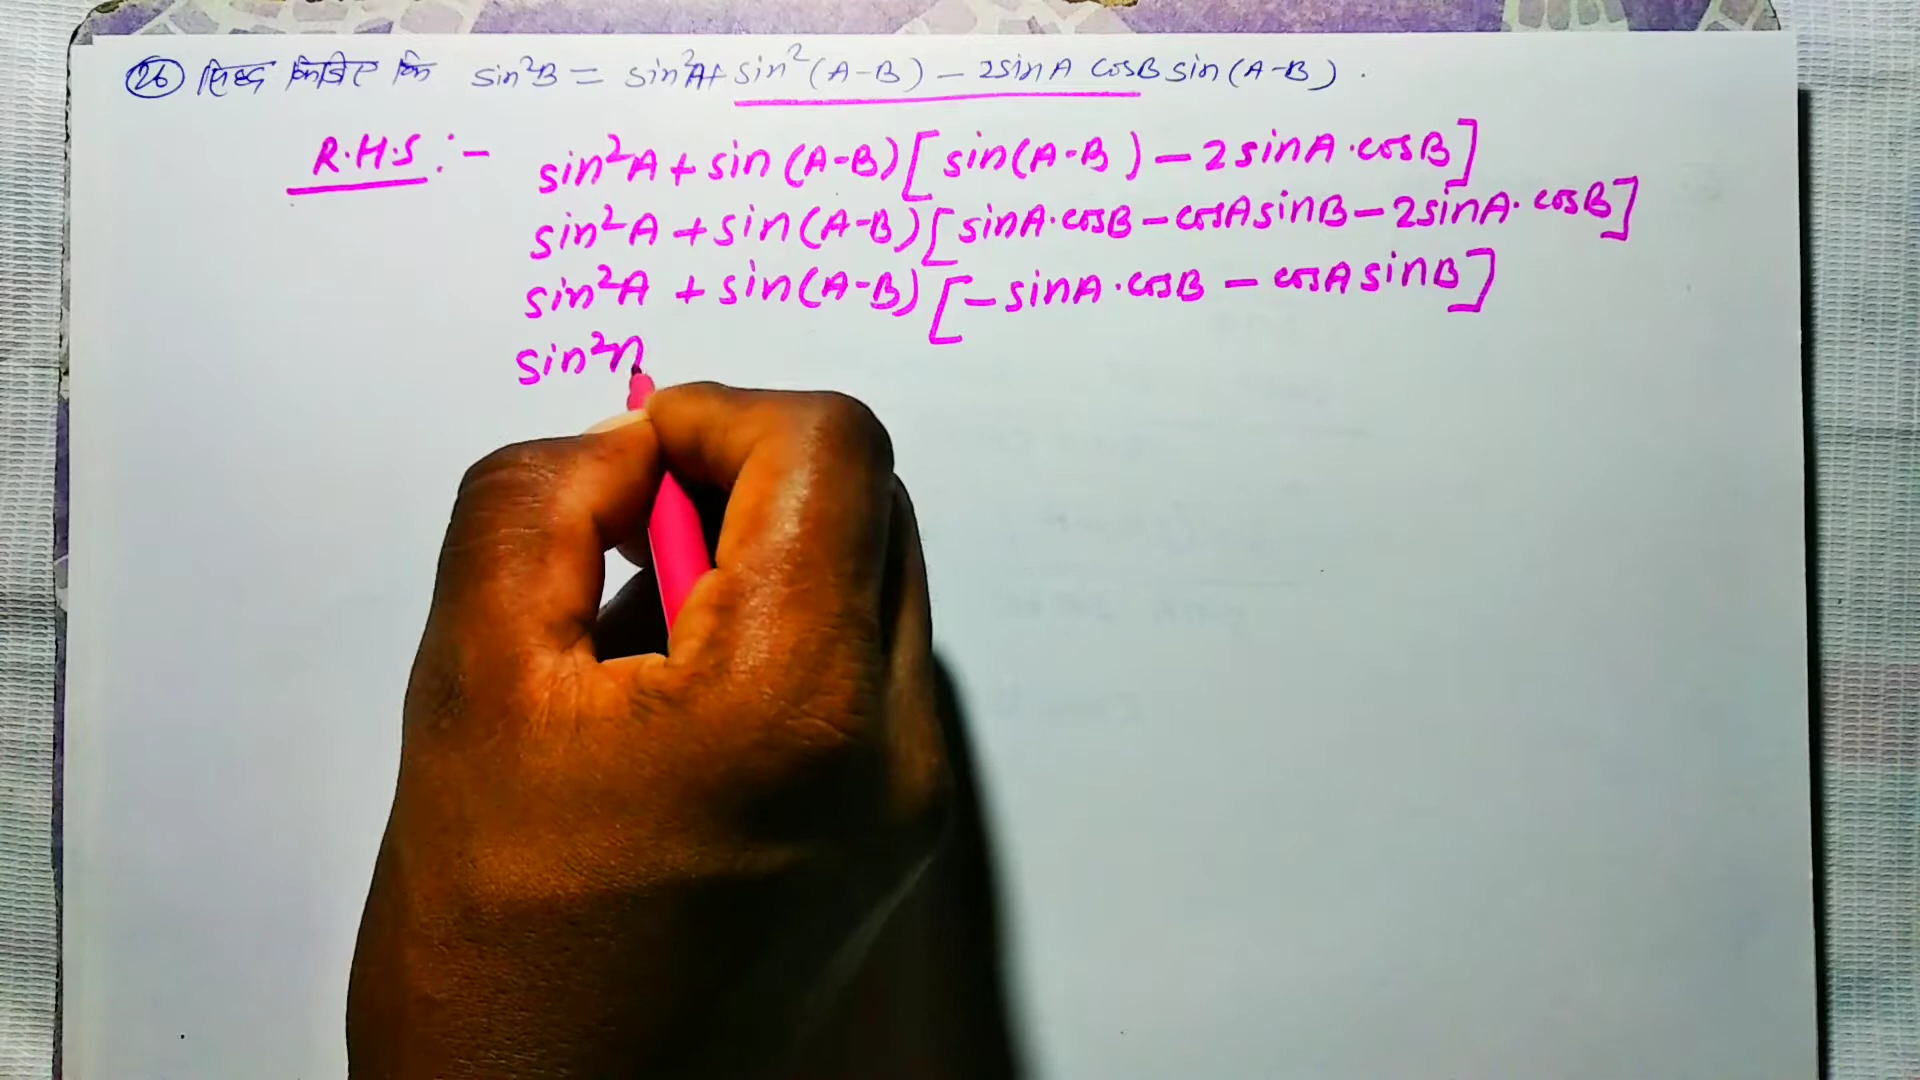 26 सिद्ध किजिए कि sin²B = sin²A + sin²(A-B) - 2sinA cosB sin(A-B).
R.H.S :- sin²A + sin(A-B)[sin(A-B) - 2sinA·cosB]
sin²A + sin(A-B)[sinA·cosB - cosA sinB - 2sinA·cosB]
sin²A + sin(A-B)[-sinA·cosB - cosA sinB]
sin²